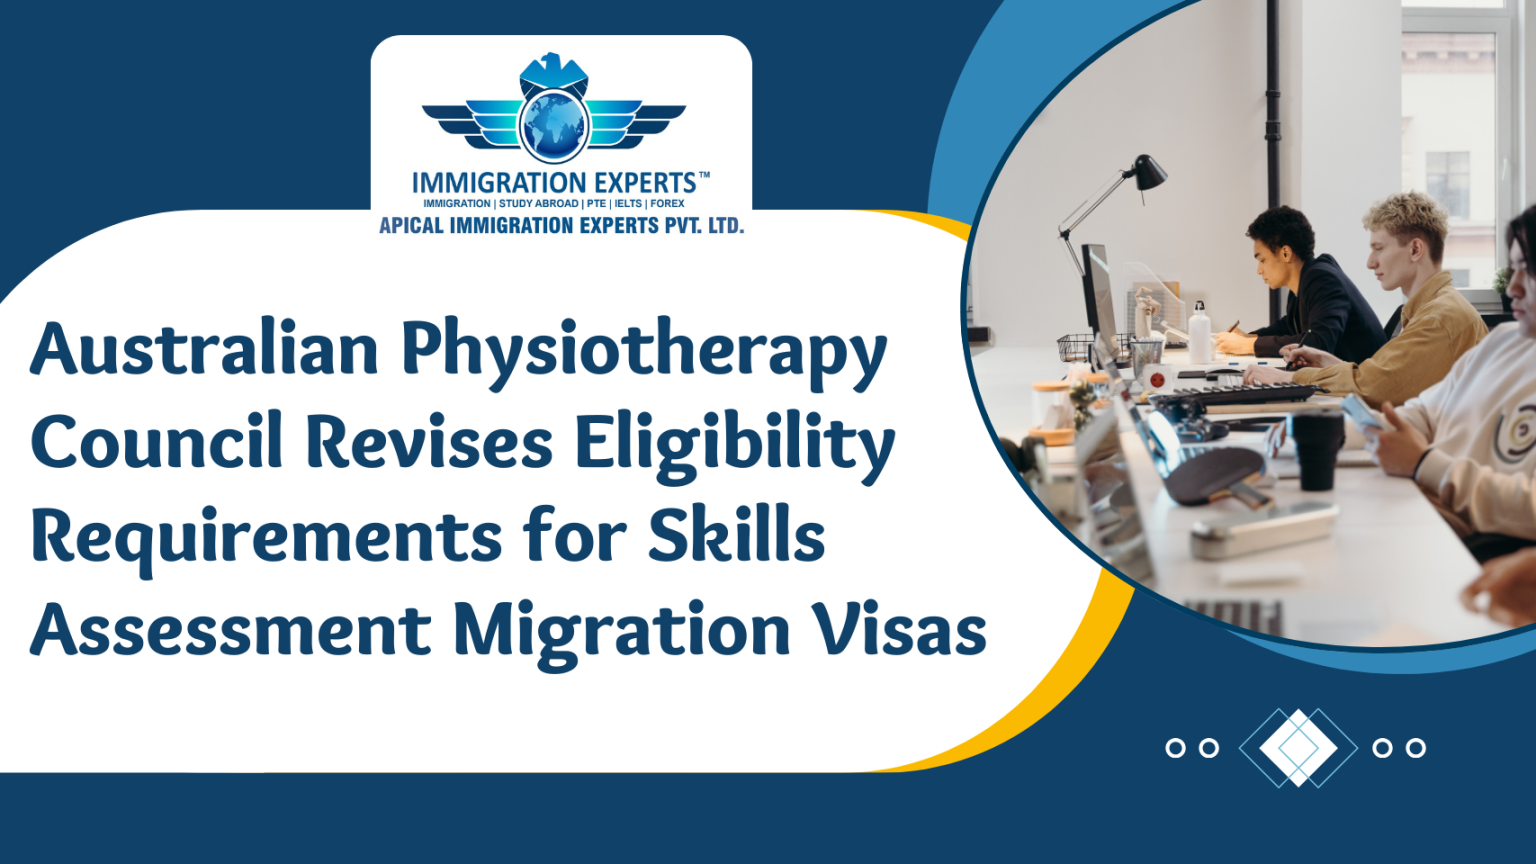 IMMIGRATION EXPERTS™
IMMIGRATION | STUDY ABROAD | PTE | IELTS | FOREX
APICAL IMMIGRATION EXPERTS PVT. LTD.
Australian Physiotherapy
Council Revises Eligibility
Requirements for Skills
Assessment Migration Visas